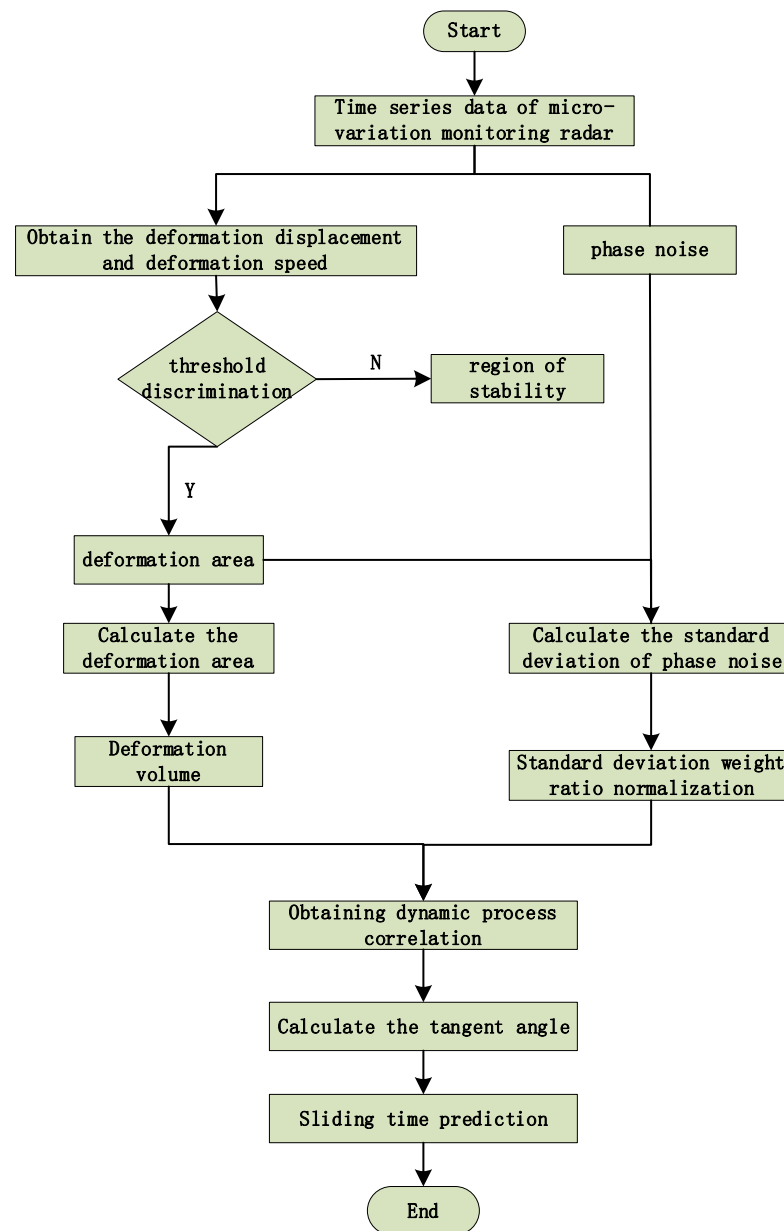 Start
Time series data of micro-
variation monitoring radar
Obtain the deformation displacement
and deformation speed
phase noise
threshold
discrimination
N
region of
stability
Y
deformation area
Calculate the
deformation area
Calculate the standard
deviation of phase noise
Deformation
volume
Standard deviation weight
ratio normalization
Obtaining dynamic process
correlation
Calculate the tangent angle
Sliding time prediction
End